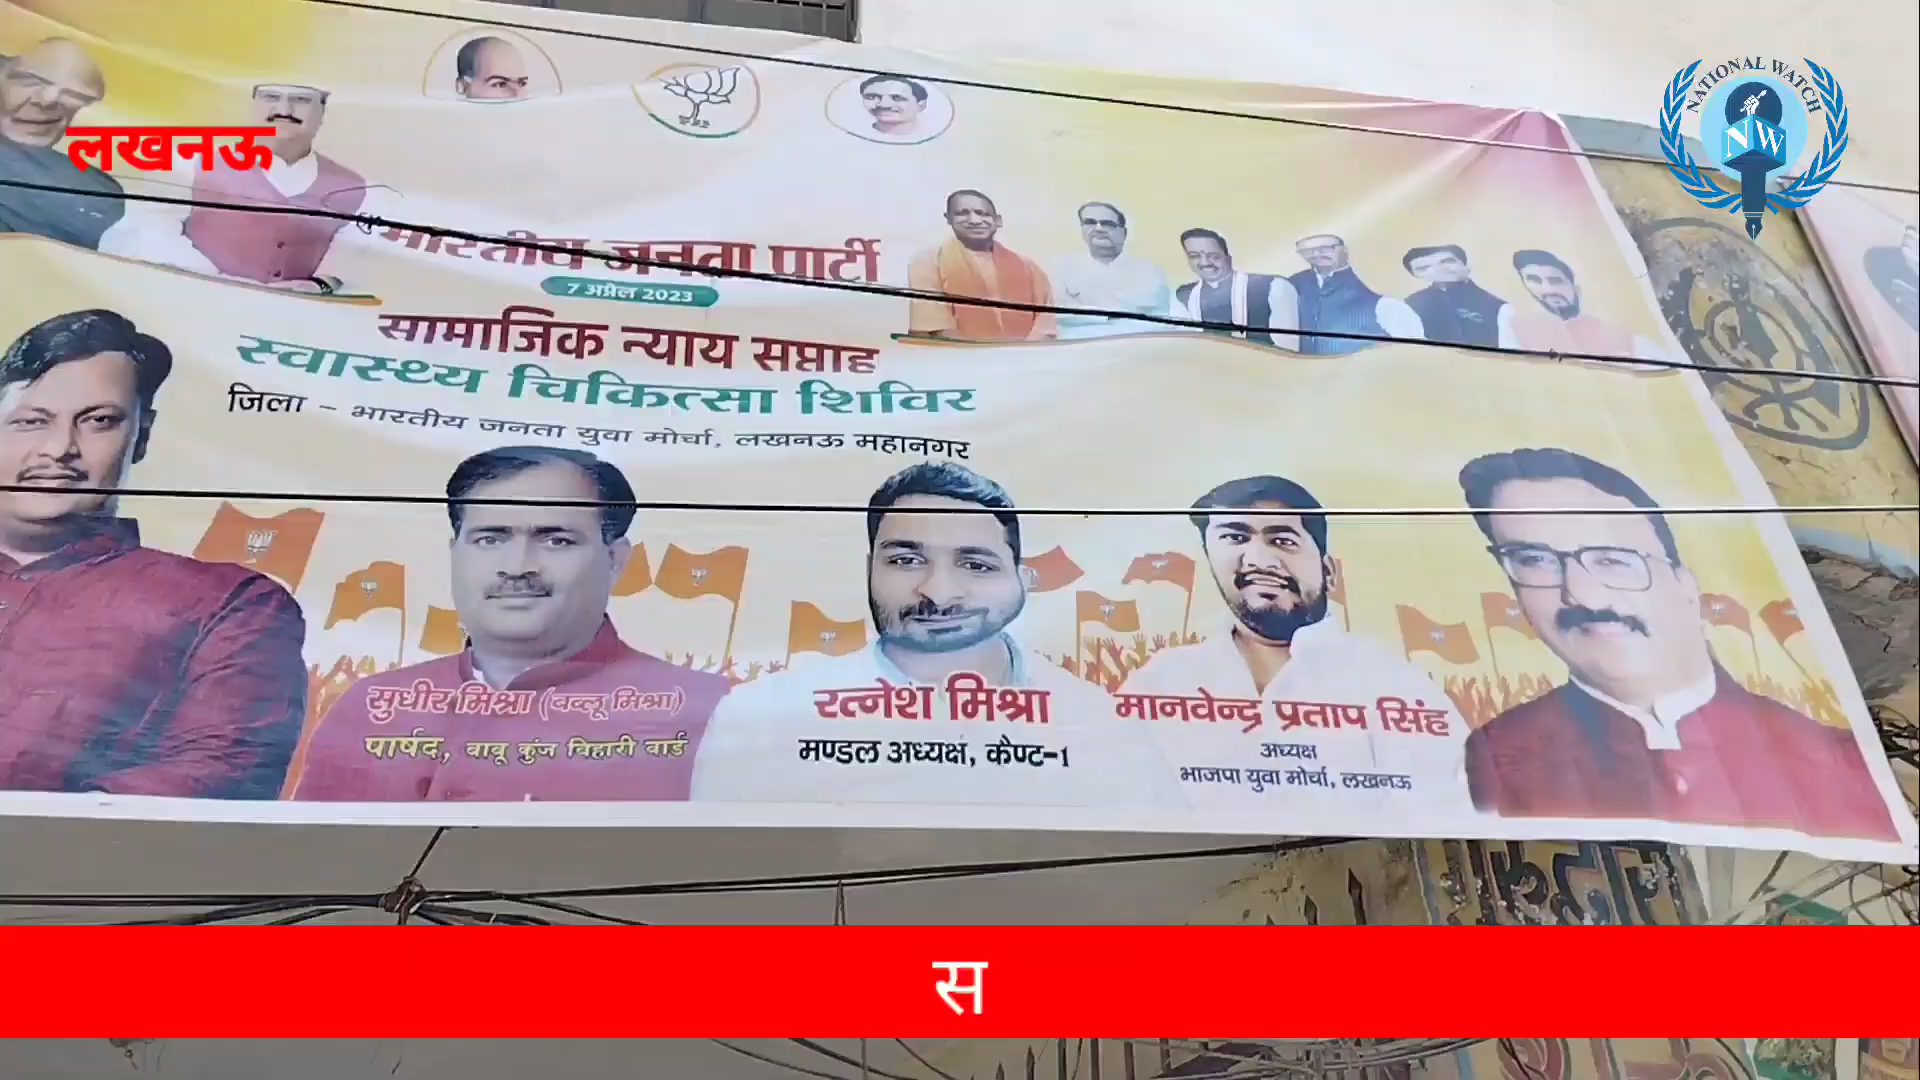 NATIONAL WATCH
NW
लखनऊ
भारतीय जनता पार्टी
7 अप्रैल 2023
सामाजिक न्याय सप्ताह
स्वास्थ्य चिकित्सा शिविर
जिला - भारतीय जनता युवा मोर्चा, लखनऊ महानगर
सुधीर मिश्रा (बब्लू मिश्रा)
पार्षद, बाबू कुंज बिहारी वार्ड
रत्नेश मिश्रा
मण्डल अध्यक्ष, कैण्ट-1
मानवेन्द्र प्रताप सिंह
अध्यक्ष
भाजपा युवा मोर्चा, लखनऊ
स